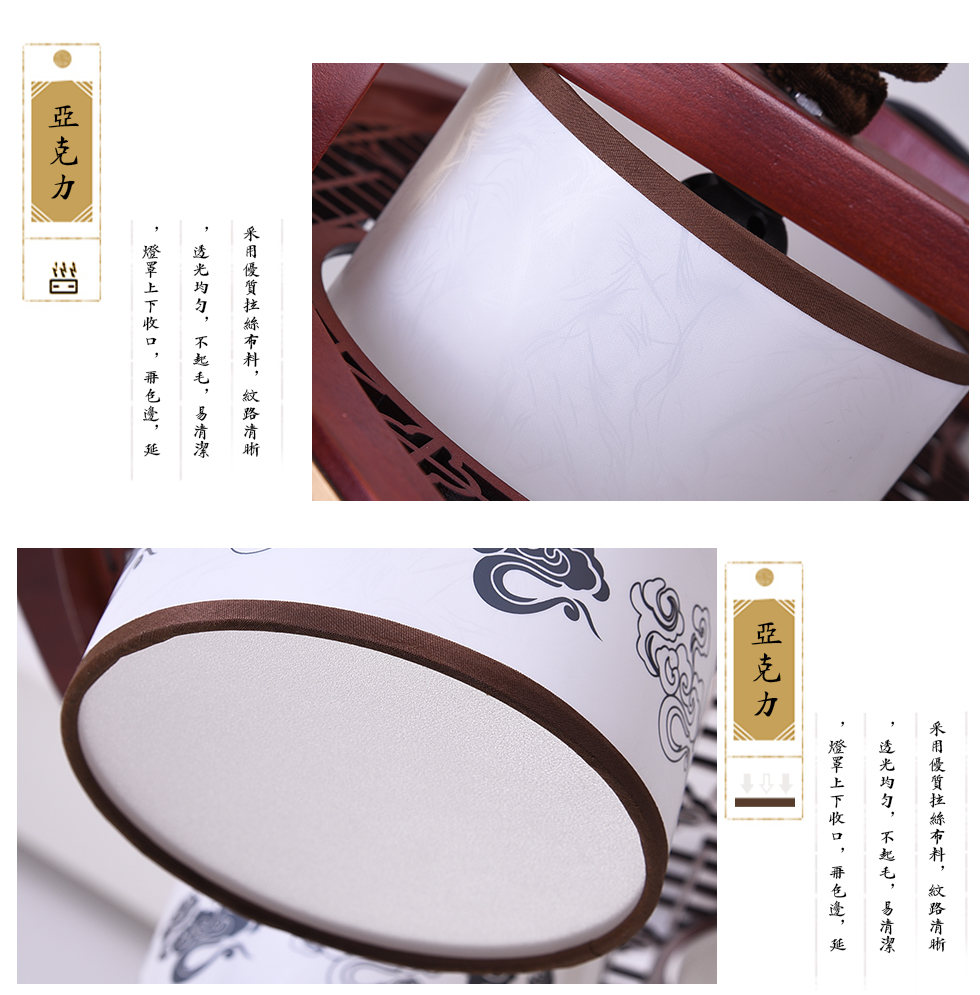 亞克力
采用優質拉絲布料，紋路清晰
，透光均勻，不起毛，易清潔
，燈罩上下收口，再包邊，延
亞克力
采用優質拉絲布料，紋路清晰
，透光均勻，不起毛，易清潔
，燈罩上下收口，再包邊，延